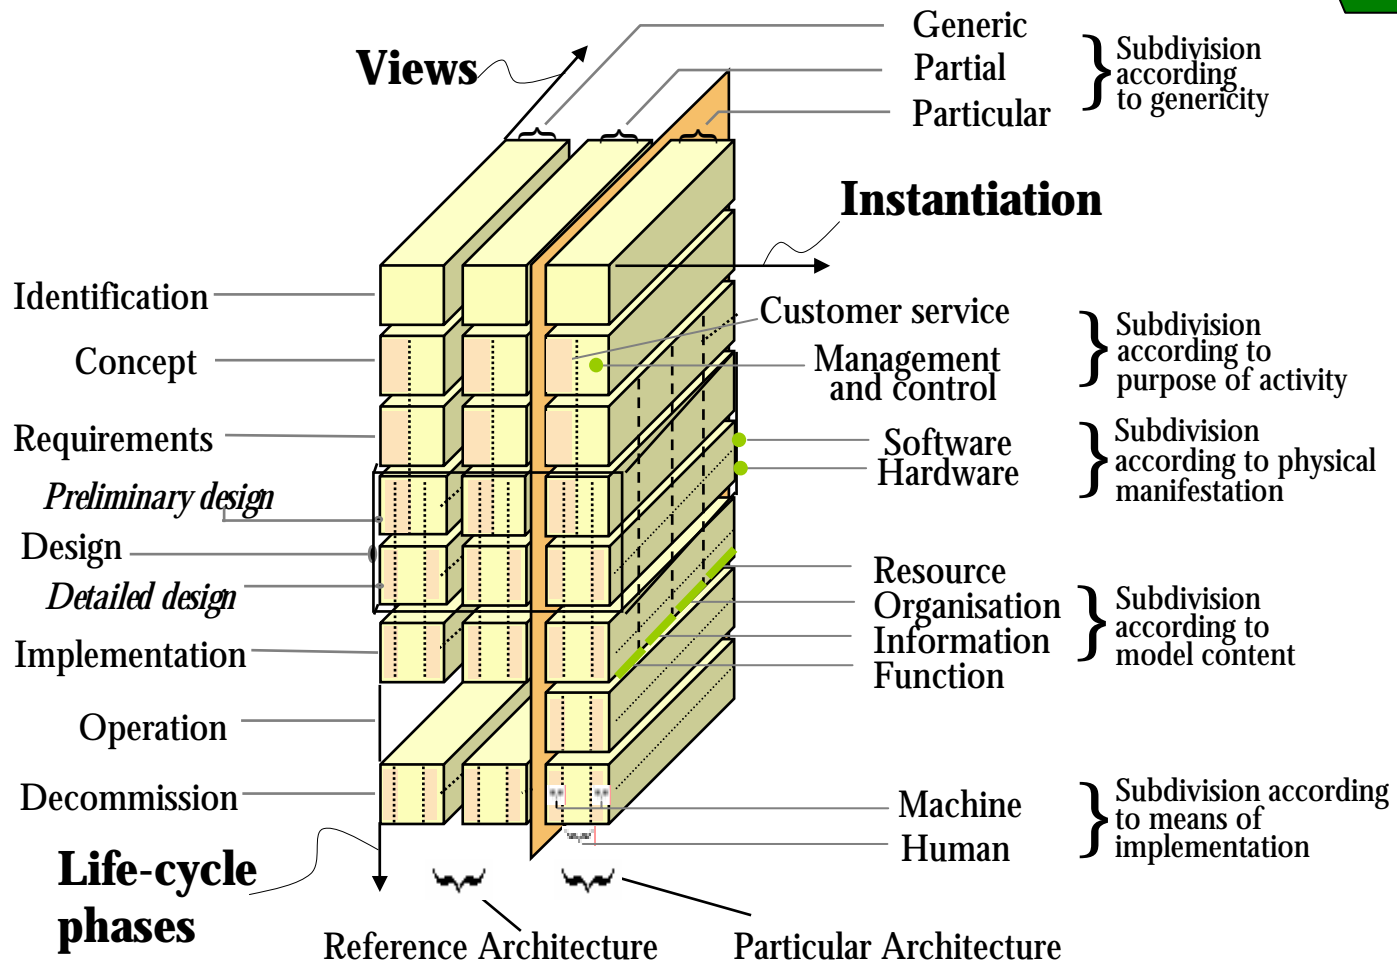 Views
Generic
Partial
Particular
Subdivision
according
to genericity
Instantiation
Identification
Concept
Requirements
Preliminary design
Design
Detailed design
Implementation
Operation
Decommission
Life-cycle
phases
Customer service
Management
and control
Subdivision
according to
purpose of activity
Software
Hardware
Subdivision
according to physical
manifestation
Resource
Organisation
Information
Function
Subdivision
according to
model content
Machine
Human
Subdivision according
to means of
implementation
Reference Architecture
Particular Architecture